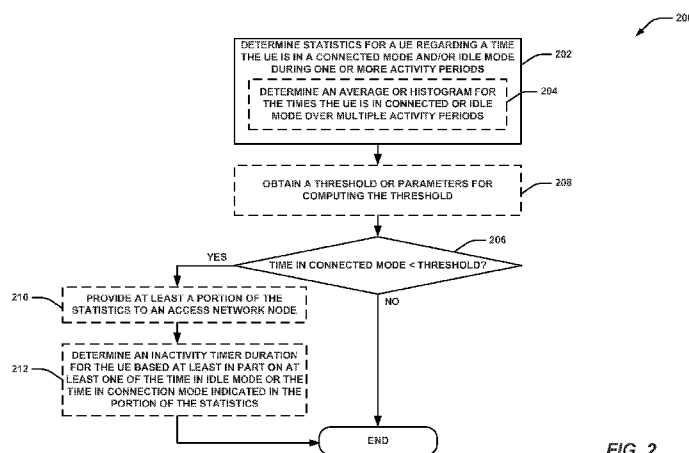 200
DETERMINE STATISTICS FOR A UE REGARDING A TIME
THE UE IS IN A CONNECTED MODE AND/OR IDLE MODE
DURING ONE OR MORE ACTIVITY PERIODS
202
DETERMINE AN AVERAGE OR HISTOGRAM FOR
THE TIMES THE UE IS IN CONNECTED OR IDLE
MODE OVER MULTIPLE ACTIVITY PERIODS
204
OBTAIN A THRESHOLD OR PARAMETERS FOR
COMPUTING THE THRESHOLD
208
206
TIME IN CONNECTED MODE < THRESHOLD?
YES
NO
210
PROVIDE AT LEAST A PORTION OF THE
STATISTICS TO AN ACCESS NETWORK NODE
212
DETERMINE AN INACTIVITY TIMER DURATION
FOR THE UE BASED AT LEAST IN PART ON AT
LEAST ONE OF THE TIME IN IDLE MODE OR THE
TIME IN CONNECTION MODE INDICATED IN THE
PORTION OF THE STATISTICS
END
FIG. 2